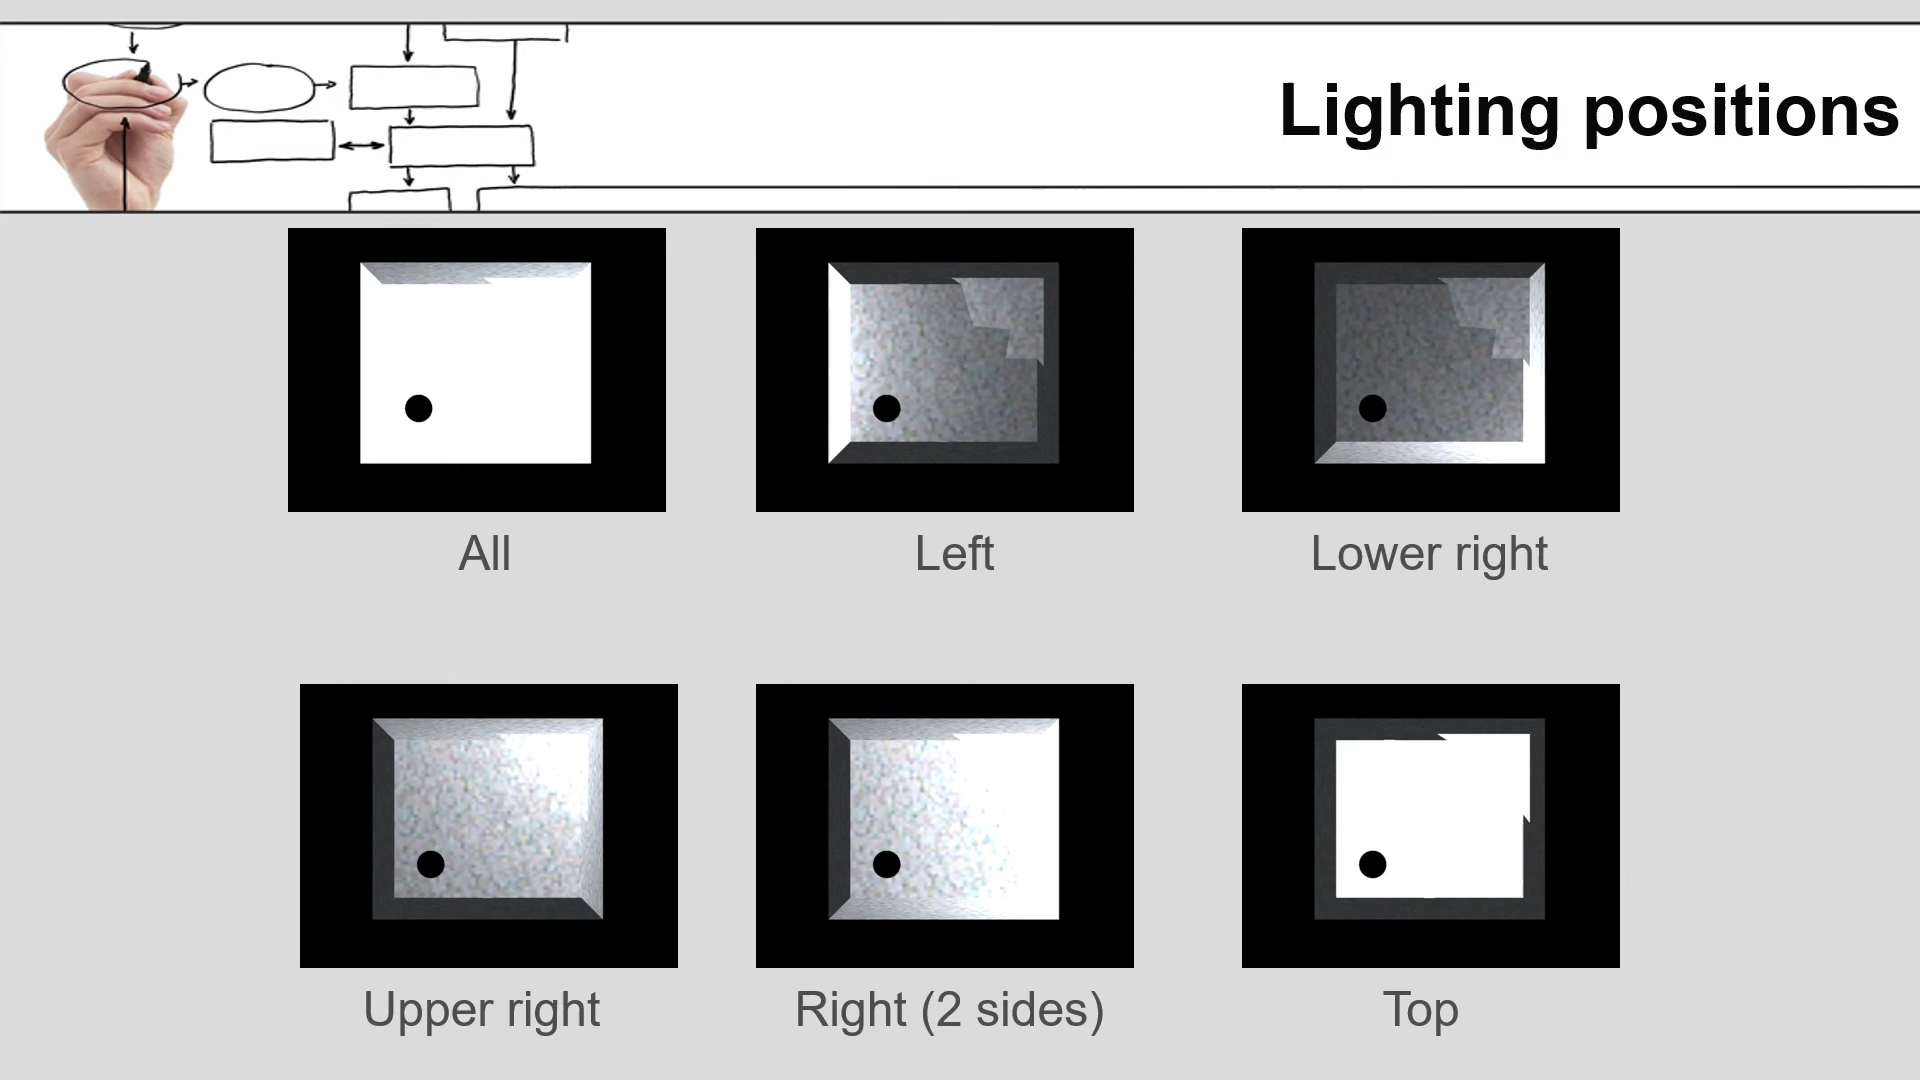 Lighting positions
All
Left
Lower right
Upper right
Right (2 sides)
Top